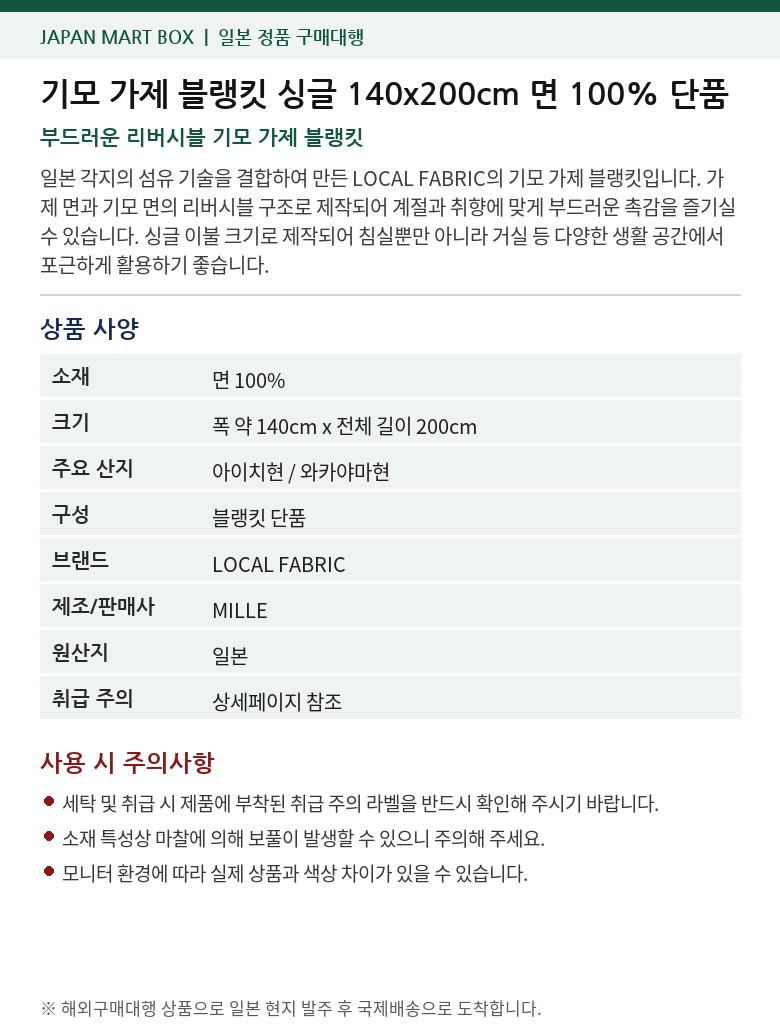 JAPAN MART BOX | 일본 정품 구매대행
기모 가제 블랭킷 싱글 140x200cm 면 100% 단품
부드러운 리버시블 기모 가제 블랭킷
일본 각지의 섬유 기술을 결합하여 만든 LOCAL FABRIC의 기모 가제 블랭킷입니다. 가
제 면과 기모 면의 리버시블 구조로 제작되어 계절과 취향에 맞게 부드러운 촉감을 즐기실
수 있습니다. 싱글 이불 크기로 제작되어 침실뿐만 아니라 거실 등 다양한 생활 공간에서
포근하게 활용하기 좋습니다.
상품 사양
소재 면 100%
크기 폭 약 140cm x 전체 길이 200cm
주요 산지 아이치현 / 와카야마현
구성 블랭킷 단품
브랜드 LOCAL FABRIC
제조/판매사 MILLE
원산지 일본
취급 주의 상세페이지 참조
사용 시 주의사항
● 세탁 및 취급 시 제품에 부착된 취급 주의 라벨을 반드시 확인해 주시기 바랍니다.
● 소재 특성상 마찰에 의해 보풀이 발생할 수 있으니 주의해 주세요.
● 모니터 환경에 따라 실제 상품과 색상 차이가 있을 수 있습니다.
※ 해외구매대행 상품으로 일본 현지 발주 후 국제배송으로 도착합니다.